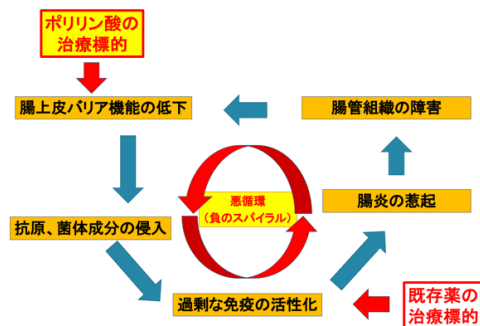 ポリリン酸の
治療標的
腸上皮バリア機能の低下
腸管組織の障害
悪循環
(負のスパイラル)
腸炎の惹起
抗原、菌体成分の侵入
過剰な免疫の活性化
既存薬の
治療標的